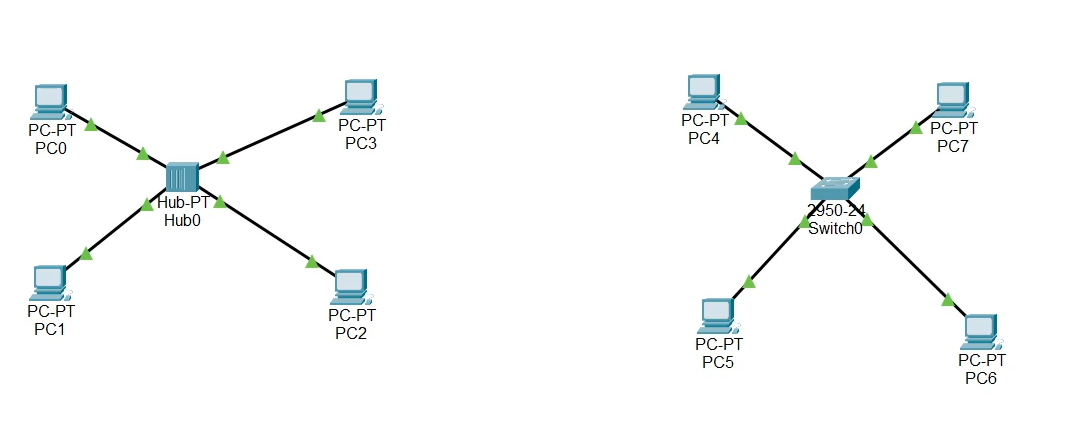 PC-PT
PC0
PC-PT
PC3
Hub-PT
Hub0
PC-PT
PC1
PC-PT
PC2
PC-PT
PC4
PC-PT
PC7
2950-24
Switch0
PC-PT
PC5
PC-PT
PC6